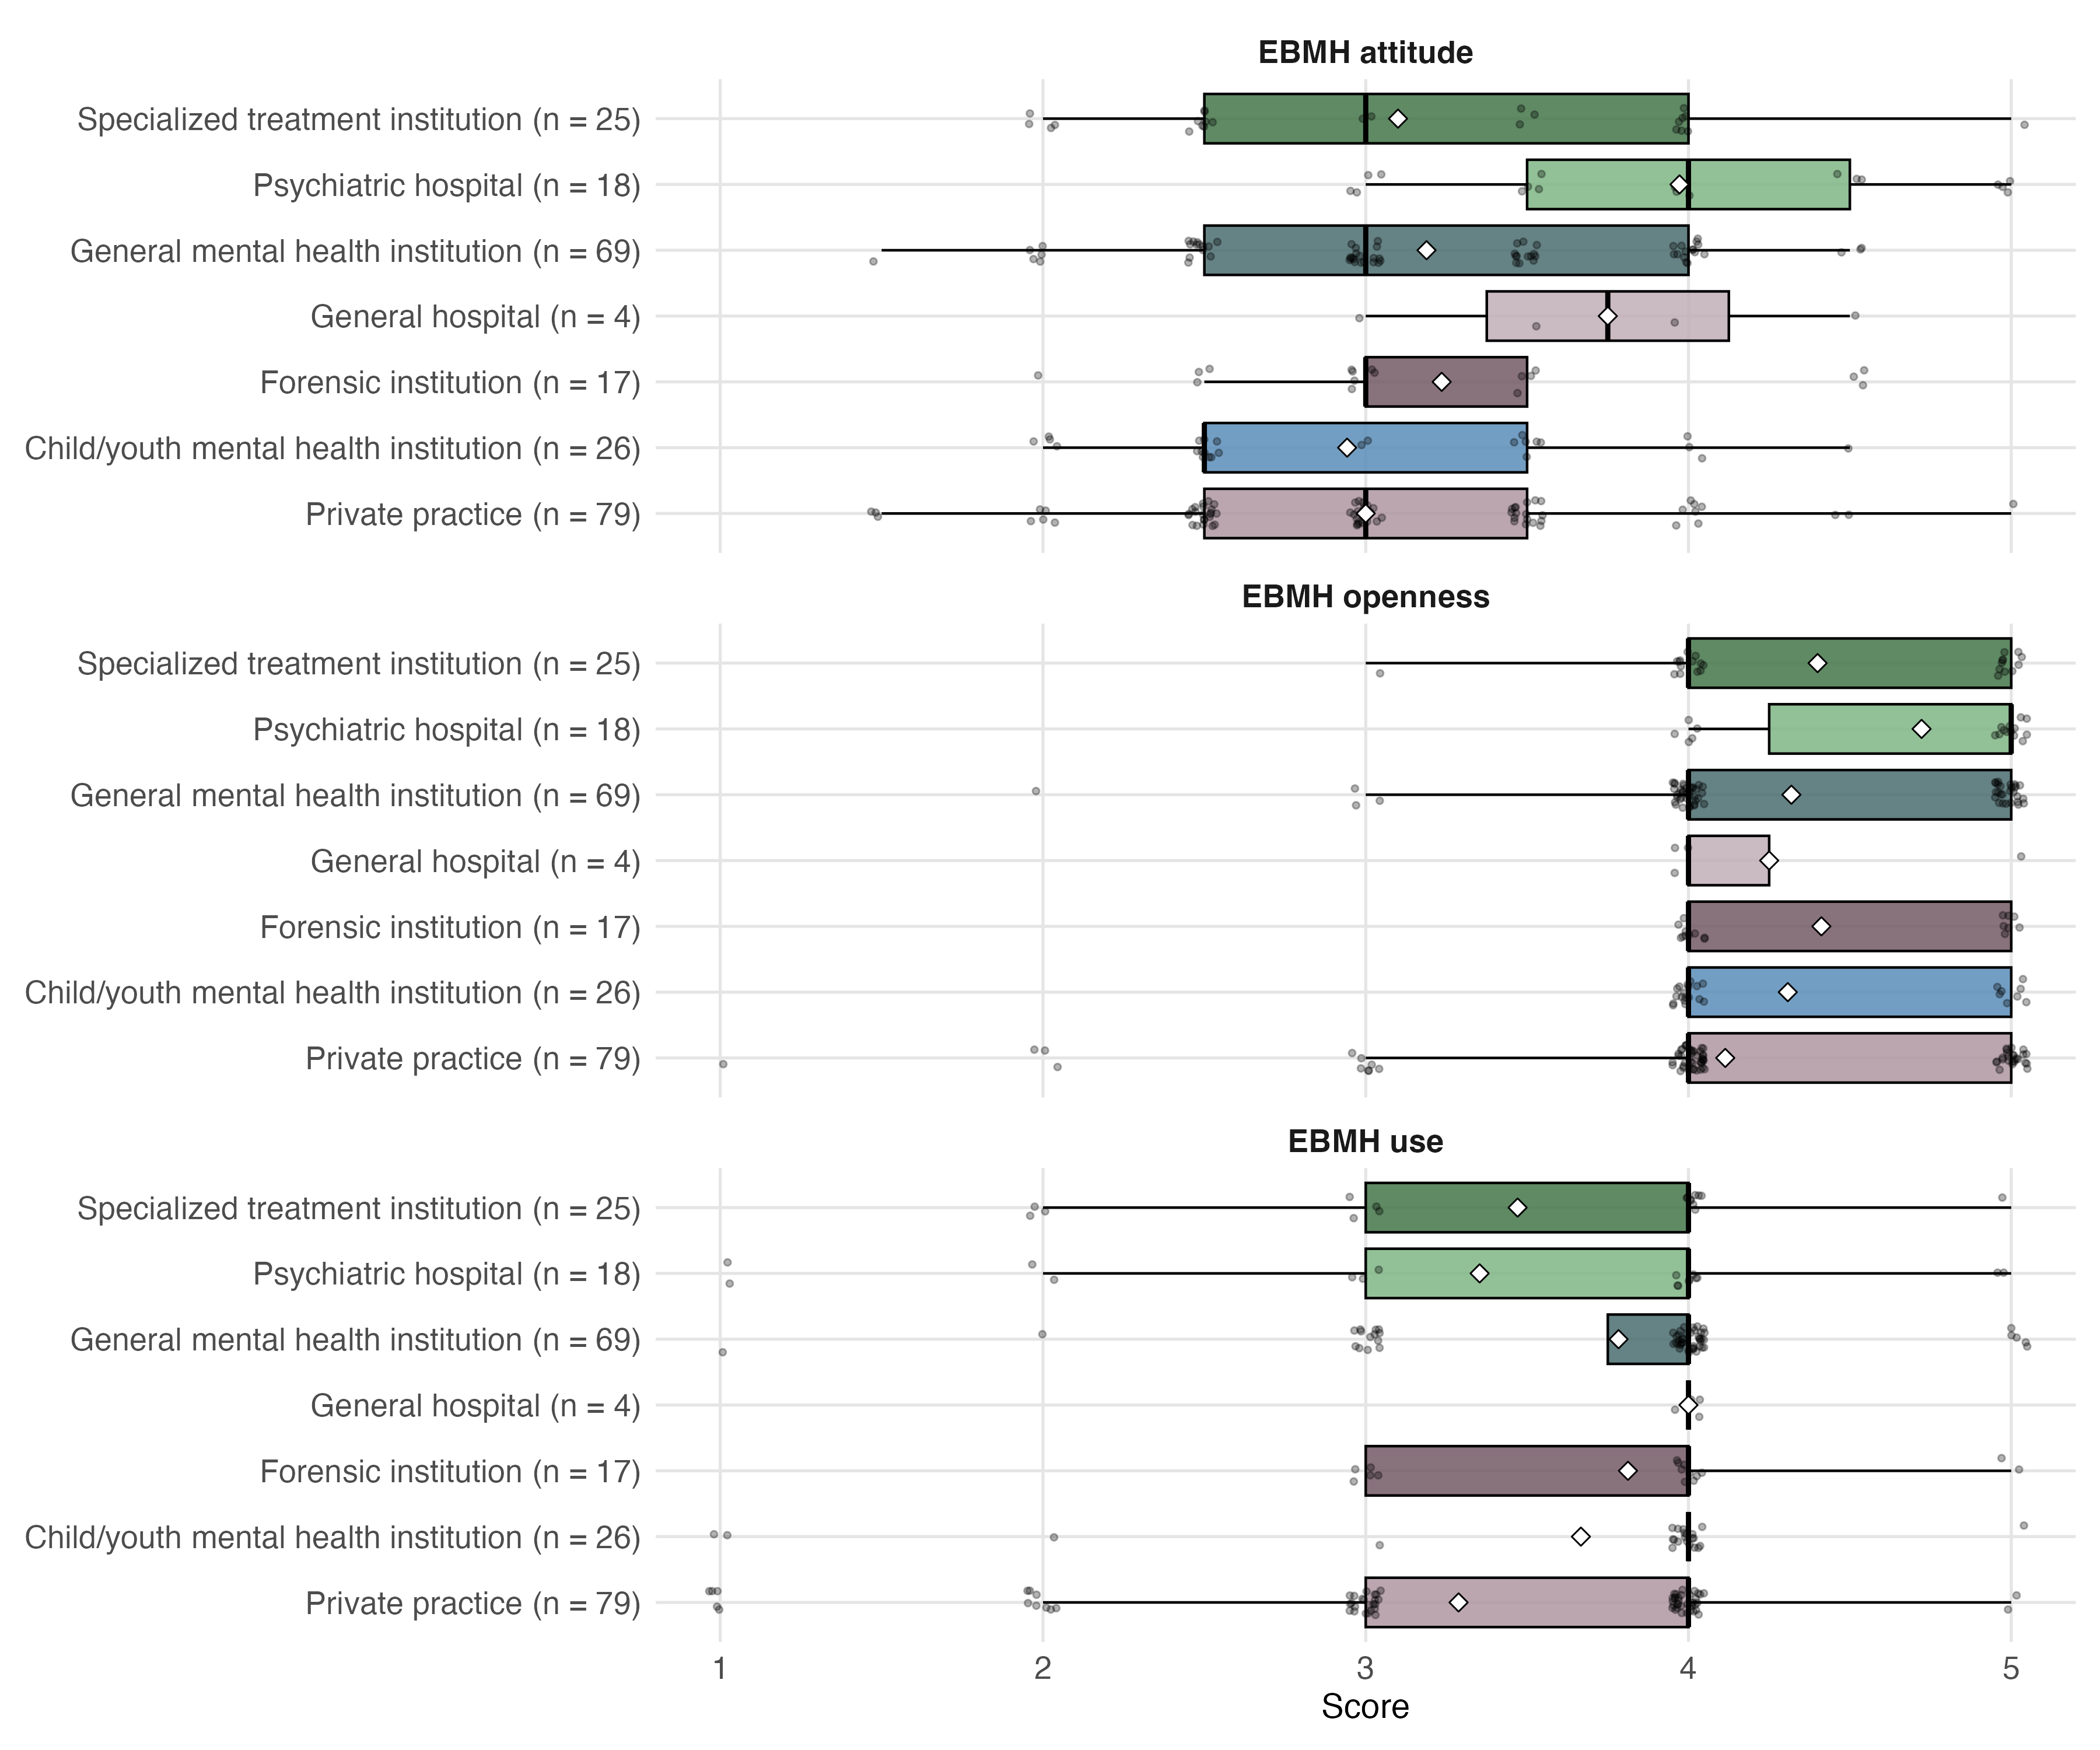 EBMH attitude
Specialized treatment institution (n = 25)
Psychiatric hospital (n = 18)
General mental health institution (n = 69)
General hospital (n = 4)
Forensic institution (n = 17)
Child/youth mental health institution (n = 26)
Private practice (n = 79)
EBMH openness
Specialized treatment institution (n = 25)
Psychiatric hospital (n = 18)
General mental health institution (n = 69)
General hospital (n = 4)
Forensic institution (n = 17)
Child/youth mental health institution (n = 26)
Private practice (n = 79)
EBMH use
Specialized treatment institution (n = 25)
Psychiatric hospital (n = 18)
General mental health institution (n = 69)
General hospital (n = 4)
Forensic institution (n = 17)
Child/youth mental health institution (n = 26)
Private practice (n = 79)
1 2 3 4 5
Score